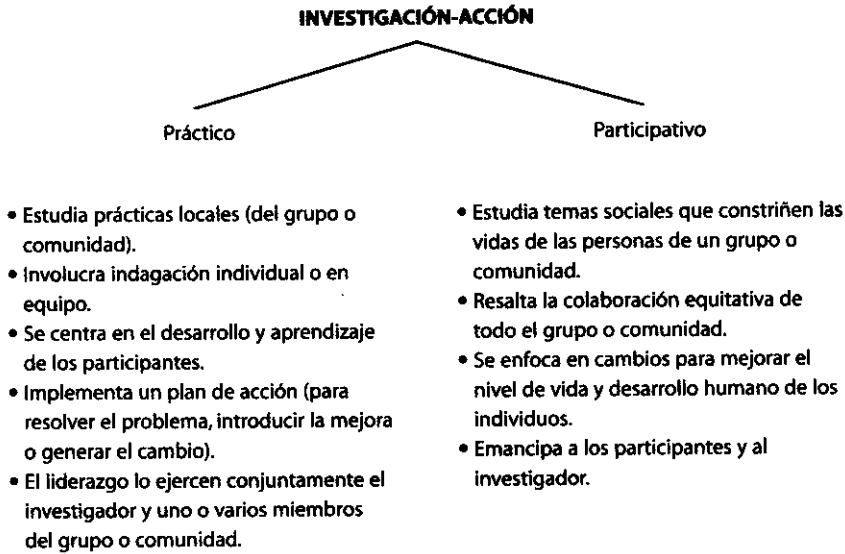 INVESTIGACIÓN-ACCIÓN
Práctico
• Estudia prácticas locales (del grupo o
comunidad).
• Involucra indagación individual o en
equipo.
• Se centra en el desarrollo y aprendizaje
de los participantes.
• Implementa un plan de acción (para
resolver el problema, introducir la mejora
o generar el cambio).
• El liderazgo lo ejercen conjuntamente el
investigador y uno o varios miembros
del grupo o comunidad.
Participativo
• Estudia temas sociales que constriñen las
vidas de las personas de un grupo o
comunidad.
• Resalta la colaboración equitativa de
todo el grupo o comunidad.
• Se enfoca en cambios para mejorar el
nivel de vida y desarrollo humano de los
individuos.
• Emancipa a los participantes y al
investigador.